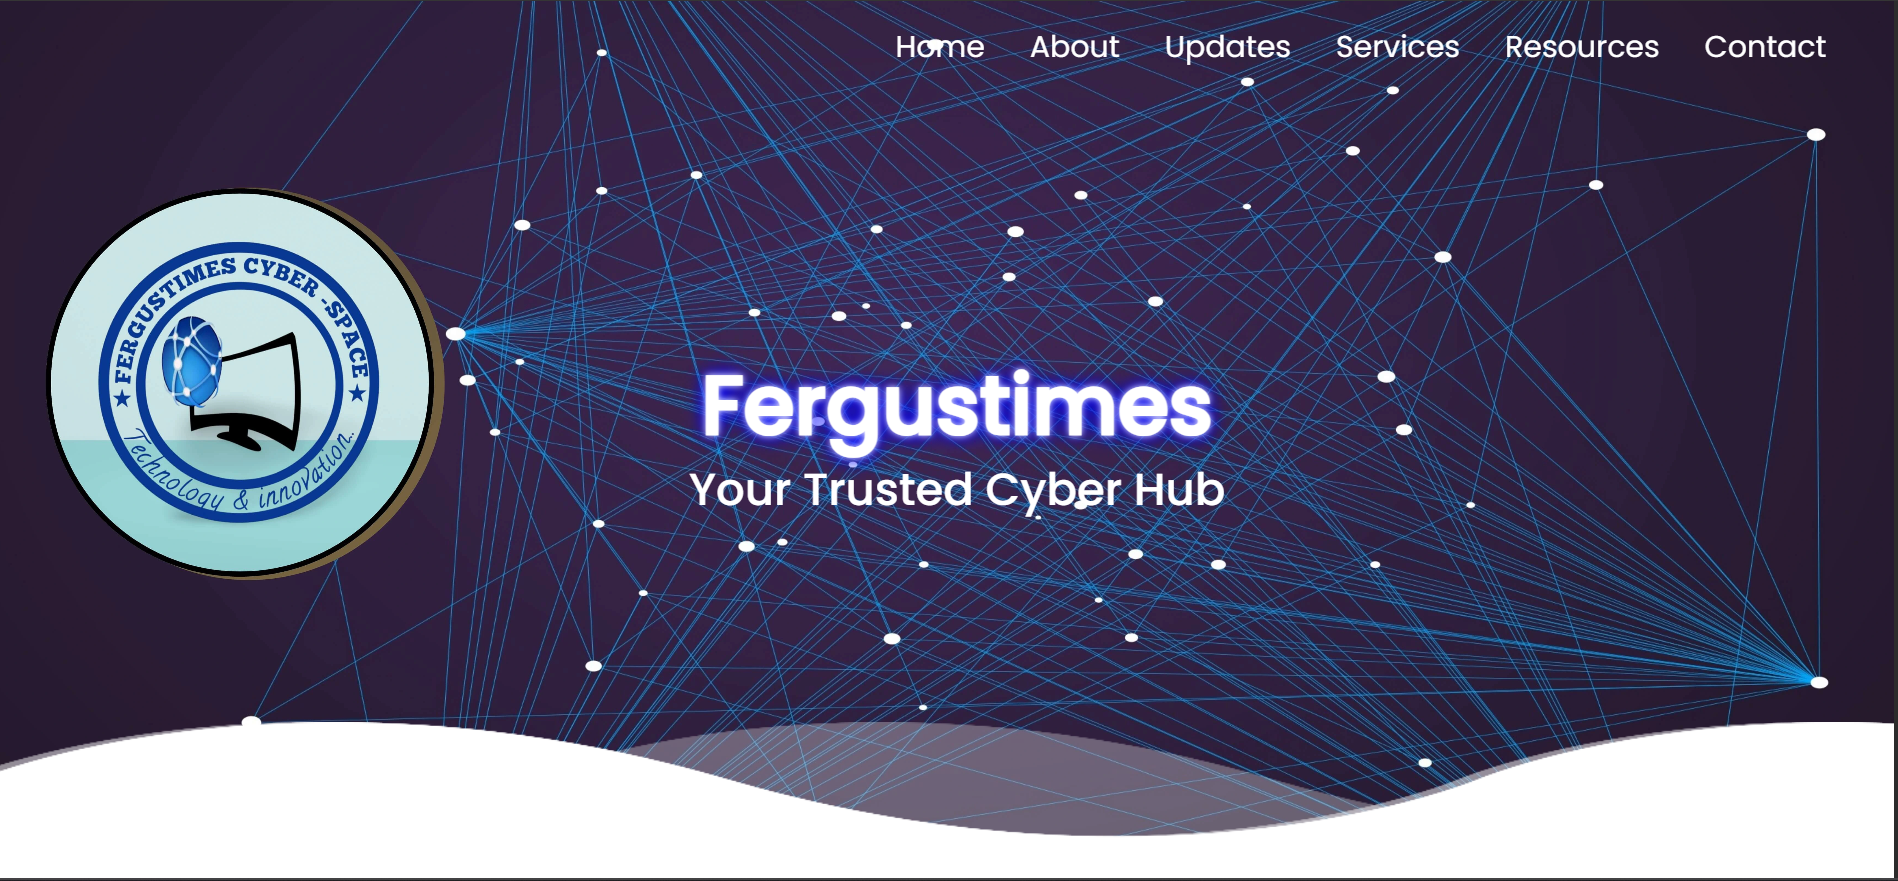 Home About Updates Services Resources Contact
★ FERGUSTIMES CYBER -SPACE ★
Technology & innovation.
Fergustimes
Your Trusted Cyber Hub